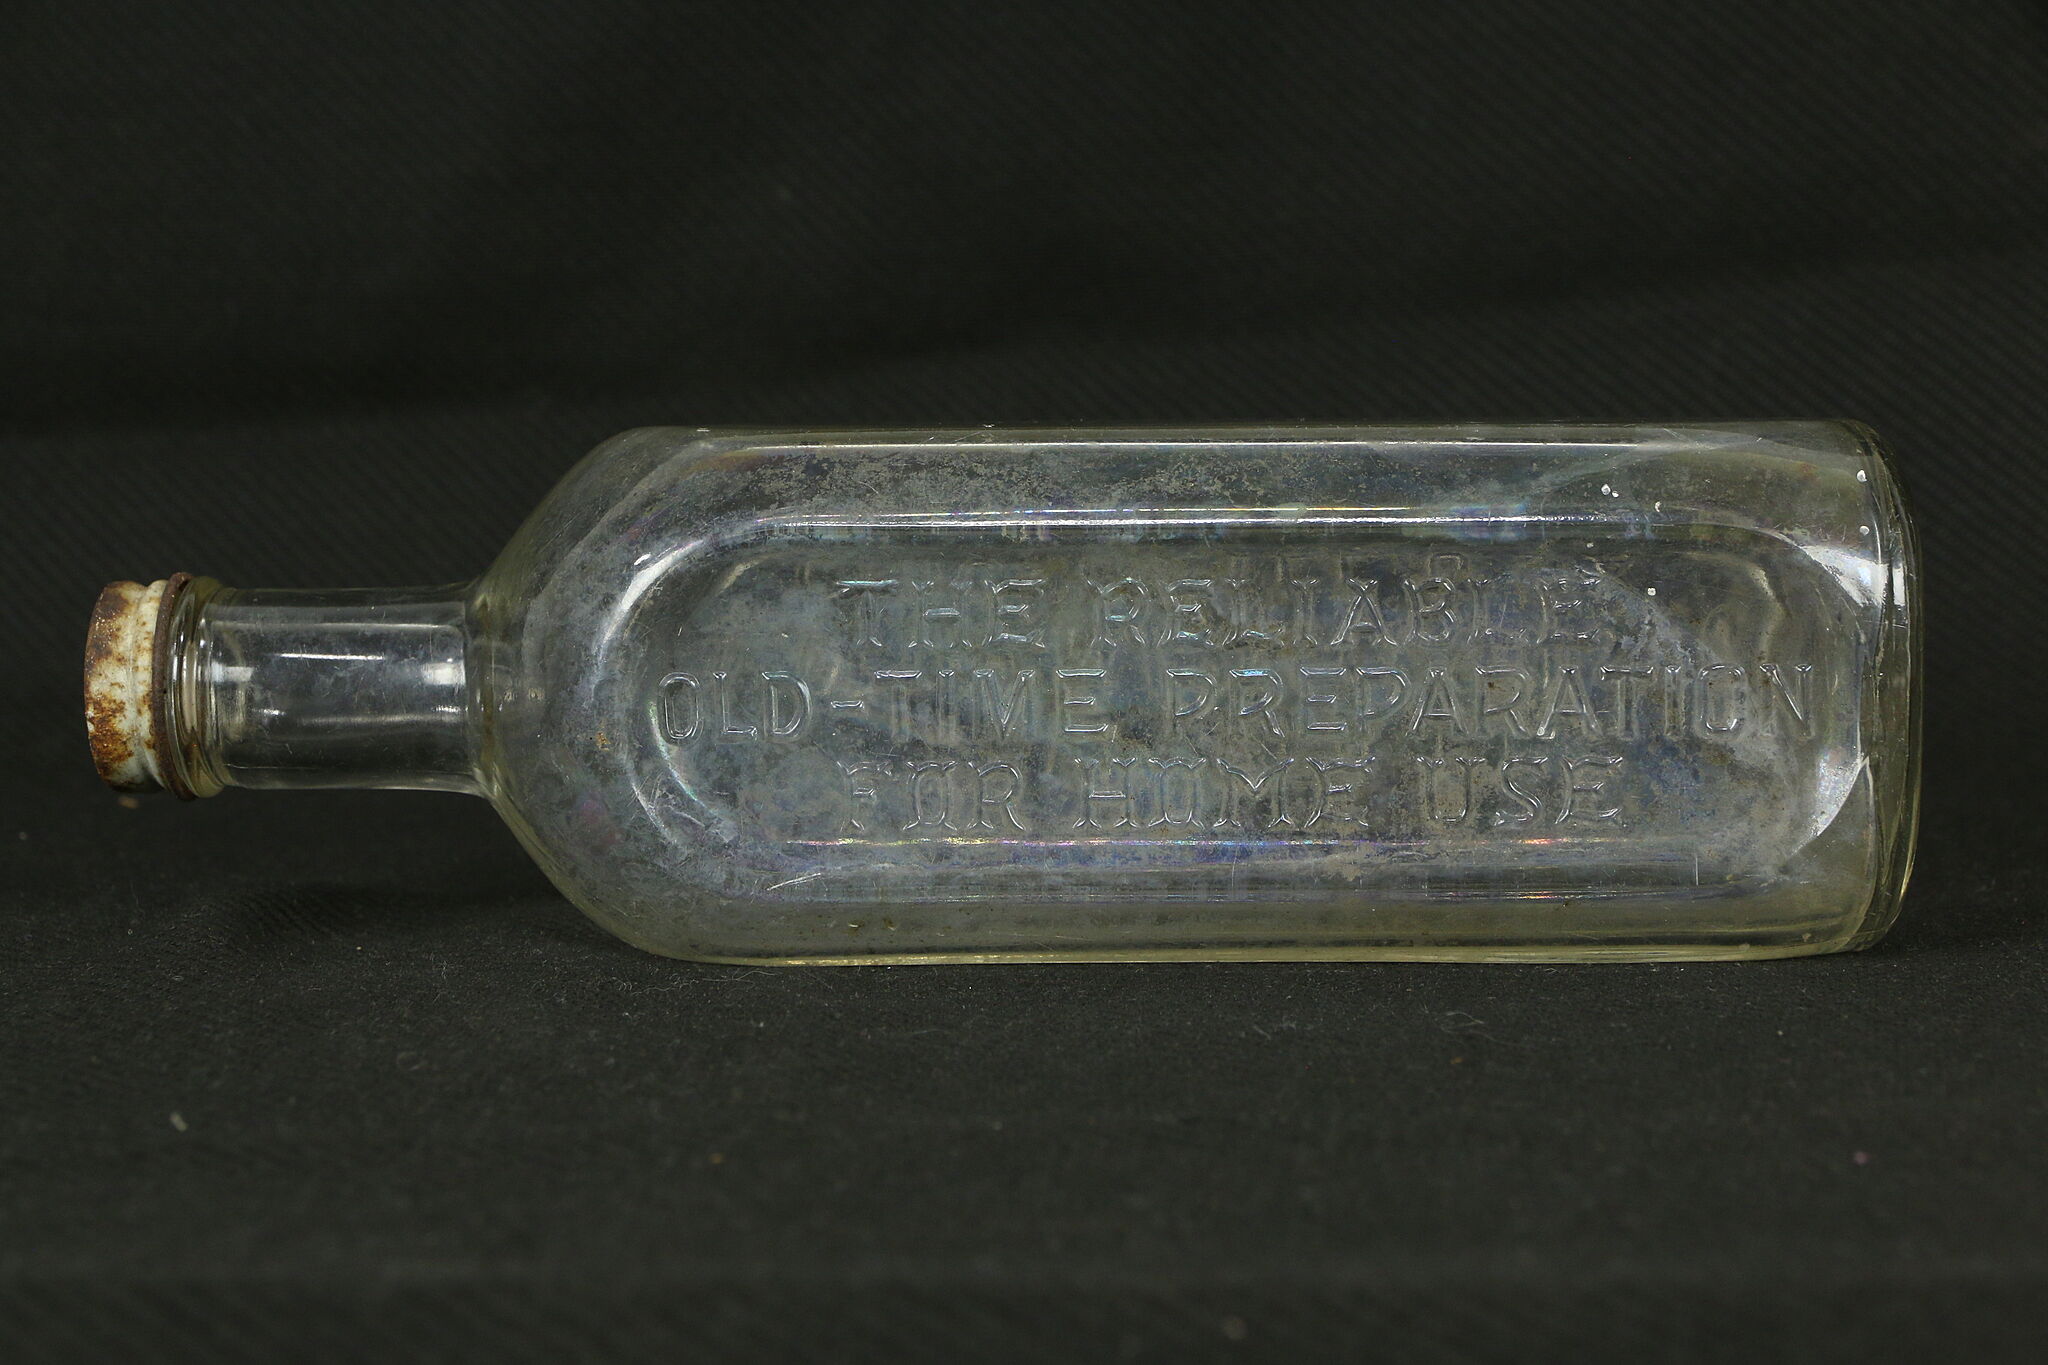 THE RELIABLE
OLD-TIME PREPARATION
FOR HOME USE